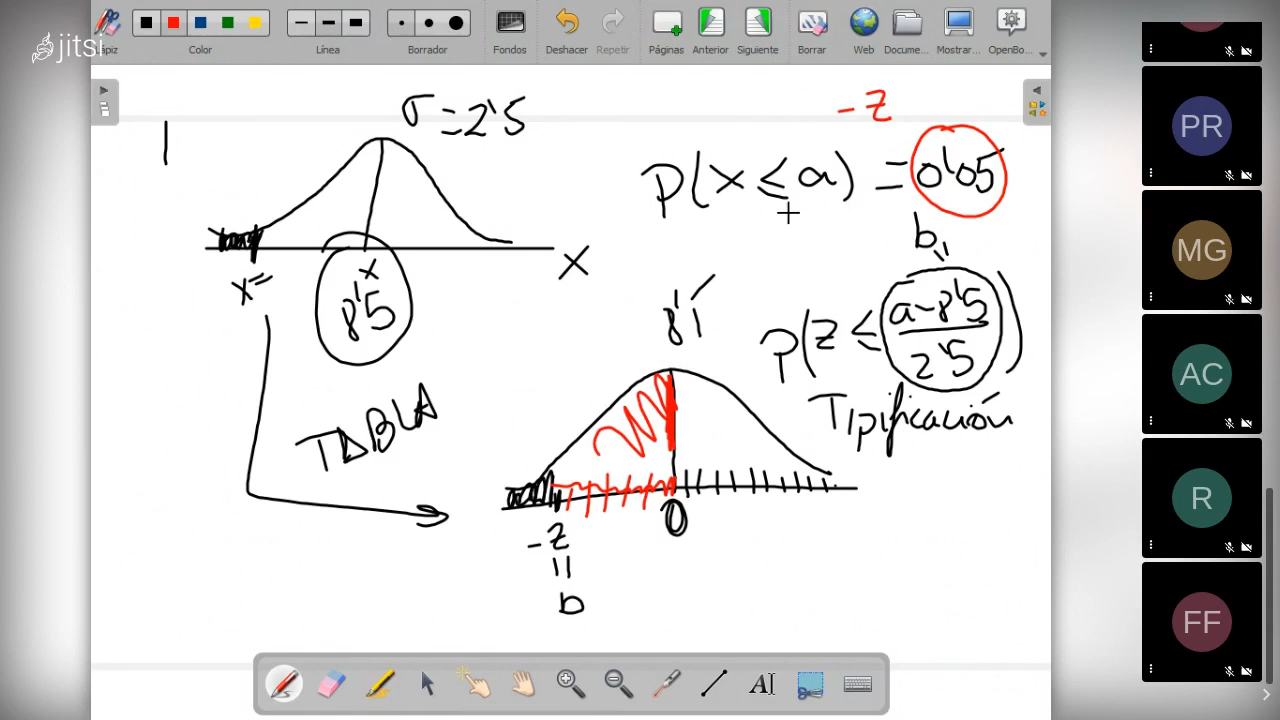 jitsi
Lápiz
Color
Línea
Borrador
Fondos
Deshacer
Repetir
Páginas
Anterior
Siguiente
Borrar
Web
Docume...
Mostrar...
OpenBo...
σ=2'5
-z
p(x≤a)=0'05
x=
x
8'5
X
b
p(z≤a-8'5
2'5)
Tipificación
8'1
TABLA
0
-z
=
b
AI
PR
MG
AC
R
FF